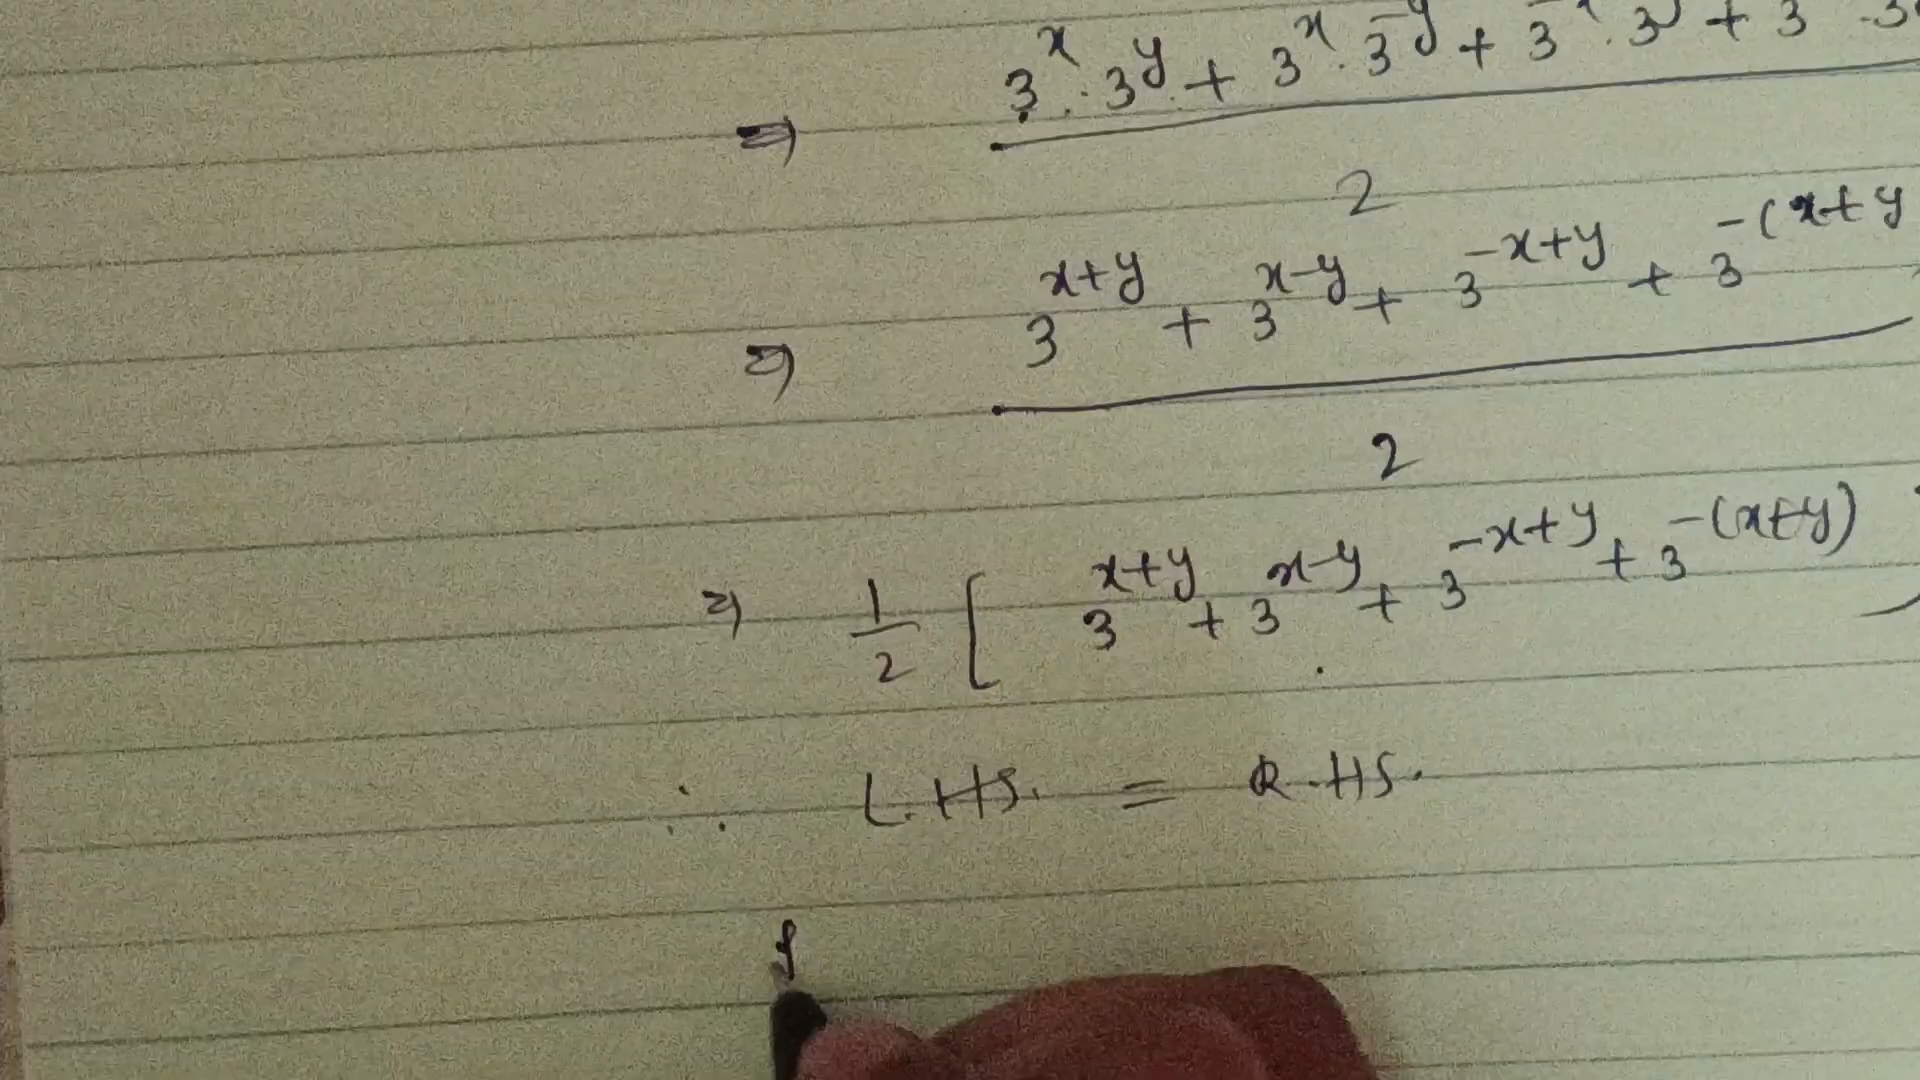 ⇒ 3^x · 3^y + 3^x · 3^-y + 3^-x · 3^y + 3
2
⇒ 3^x+y + 3^x-y + 3^-x+y + 3^-(x+y
2
⇒ 1/2 [ 3^x+y + 3^x-y + 3^-x+y + 3^-(x+y)
∴ L.HS. = R.HS.